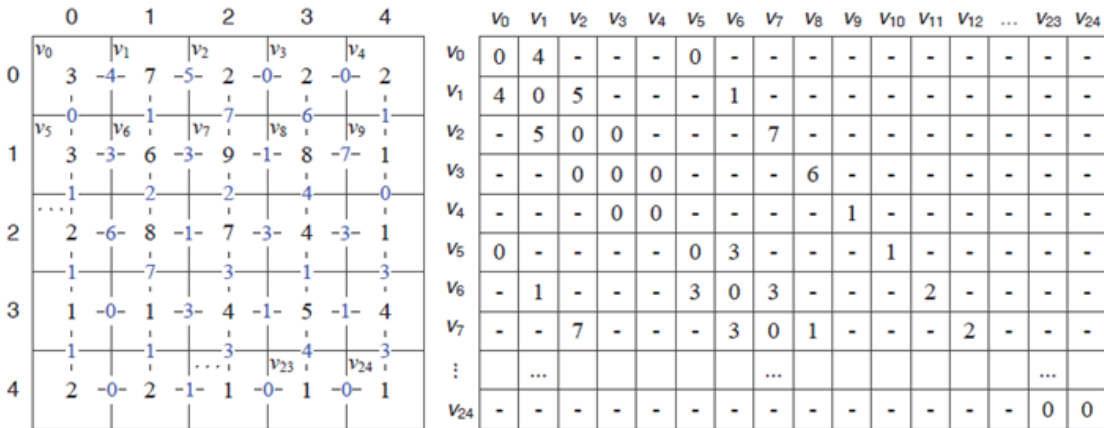 0 1 2 3 4
v0 v1 v2 v3 v4
0 3 -4- 7 -5- 2 -0- 2 -0- 2
0 1 7 6 1
v5 v6 v7 v8 v9
1 3 -3- 6 -3- 9 -1- 8 -7- 1
1 2 2 4 0
...
2 2 -6- 8 -1- 7 -3- 4 -3- 1
1 7 3 1 3
3 1 -0- 1 -3- 4 -1- 5 -1- 4
1 1 3 4 3
... v23 v24
4 2 -0- 2 -1- 1 -0- 1 -0- 1
v0 v1 v2 v3 v4 v5 v6 v7 v8 v9 v10 v11 v12 ... v23 v24
v0 0 4 - - - 0 - - - - - - - - - -
v1 4 0 5 - - - 1 - - - - - - - - -
v2 - 5 0 0 - - - 7 - - - - - - - -
v3 - - 0 0 0 - - - 6 - - - - - - -
v4 - - - 0 0 - - - - 1 - - - - - -
v5 0 - - - - 0 3 - - - 1 - - - - -
v6 - 1 - - - 3 0 3 - - - 2 - - - -
v7 - - 7 - - - 3 0 1 - - - 2 - - -
⋮ ... ... ...
v24 - - - - - - - - - - - - - - 0 0